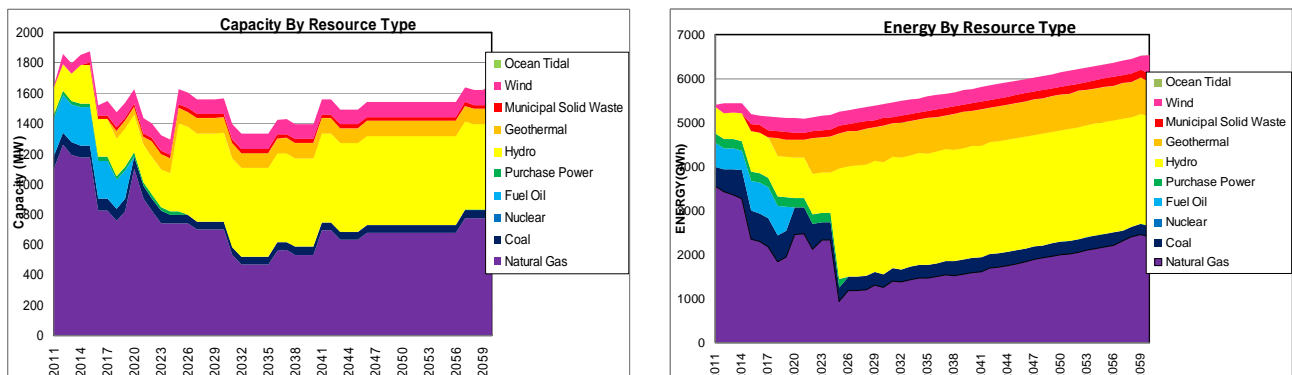 Capacity By Resource Type
2000
1800
1600
1400
1200
1000
800
600
400
200
0
Capacity (MW)
2011
2014
2017
2020
2023
2026
2029
2032
2035
2038
2041
2044
2047
2050
2053
2056
2059
Ocean Tidal
Wind
Municipal Solid Waste
Geothermal
Hydro
Purchase Power
Fuel Oil
Nuclear
Coal
Natural Gas
Energy By Resource Type
7000
6000
5000
4000
3000
2000
1000
0
ENERGY(GWh)
011
014
017
020
023
026
029
032
035
038
041
044
047
050
053
056
059
Ocean Tidal
Wind
Municipal Solid Waste
Geothermal
Hydro
Purchase Power
Fuel Oil
Nuclear
Coal
Natural Gas